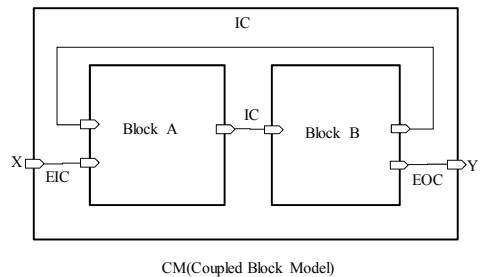 IC
IC
Block A
Block B
X
EIC
EOC
Y
CM(Coupled Block Model)